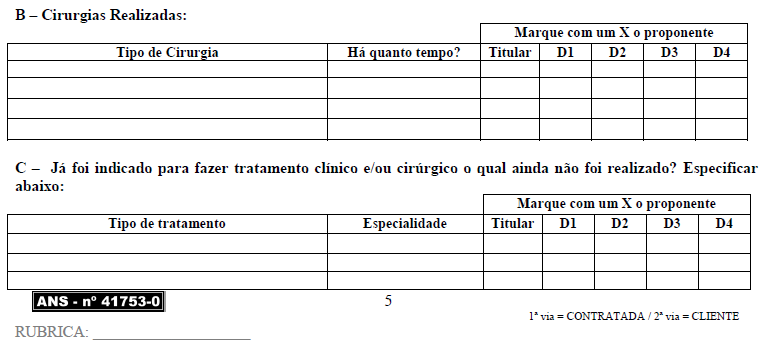 B – Cirurgias Realizadas:
Marque com um X o proponente
Tipo de Cirurgia Há quanto tempo? Titular D1 D2 D3 D4
C – Já foi indicado para fazer tratamento clínico e/ou cirúrgico o qual ainda não foi realizado? Especificar
abaixo:
Marque com um X o proponente
Tipo de tratamento Especialidade Titular D1 D2 D3 D4
ANS - nº 41753-0
5
1ª via = CONTRATADA / 2ª via = CLIENTE
RUBRICA: ____________________